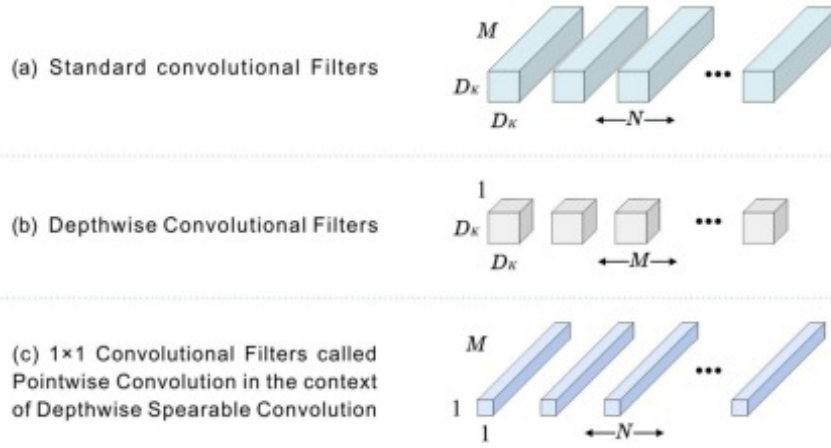 M
(a) Standard convolutional Filters
D_K
•••
D_K
N
1
(b) Depthwise Convolutional Filters
D_K
•••
D_K
M
(c) 1×1 Convolutional Filters called
M
Pointwise Convolution in the context
•••
of Depthwise Spearable Convolution
1
1
N